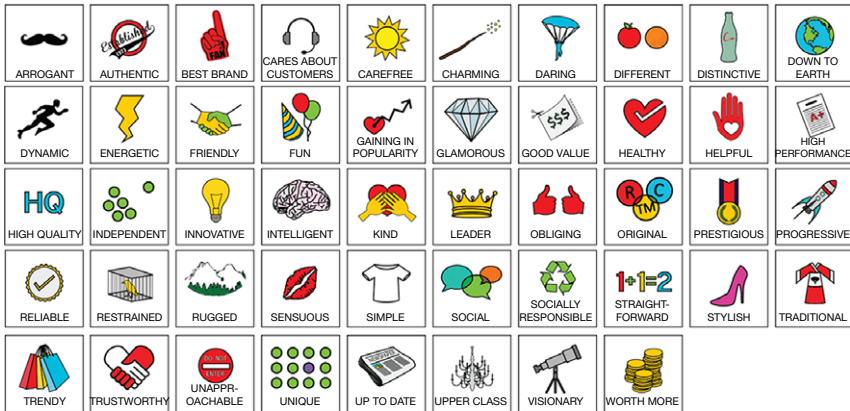 Established
FAN
C
$$$
A+
HQ
R
C
TM
1+1=2
DO NOT
ENTER
NEWSPAPER
ARROGANT
AUTHENTIC
BEST BRAND
CARES ABOUT
CUSTOMERS
CAREFREE
CHARMING
DARING
DIFFERENT
DISTINCTIVE
DOWN TO
EARTH
DYNAMIC
ENERGETIC
FRIENDLY
FUN
GAINING IN
POPULARITY
GLAMOROUS
GOOD VALUE
HEALTHY
HELPFUL
HIGH
PERFORMANCE
HIGH QUALITY
INDEPENDENT
INNOVATIVE
INTELLIGENT
KIND
LEADER
OBLIGING
ORIGINAL
PRESTIGIOUS
PROGRESSIVE
RELIABLE
RESTRAINED
RUGGED
SENSUOUS
SIMPLE
SOCIAL
SOCIALLY
RESPONSIBLE
STRAIGHT-
FORWARD
STYLISH
TRADITIONAL
TRENDY
TRUSTWORTHY
UNAPPR-
OACHABLE
UNIQUE
UP TO DATE
UPPER CLASS
VISIONARY
WORTH MORE